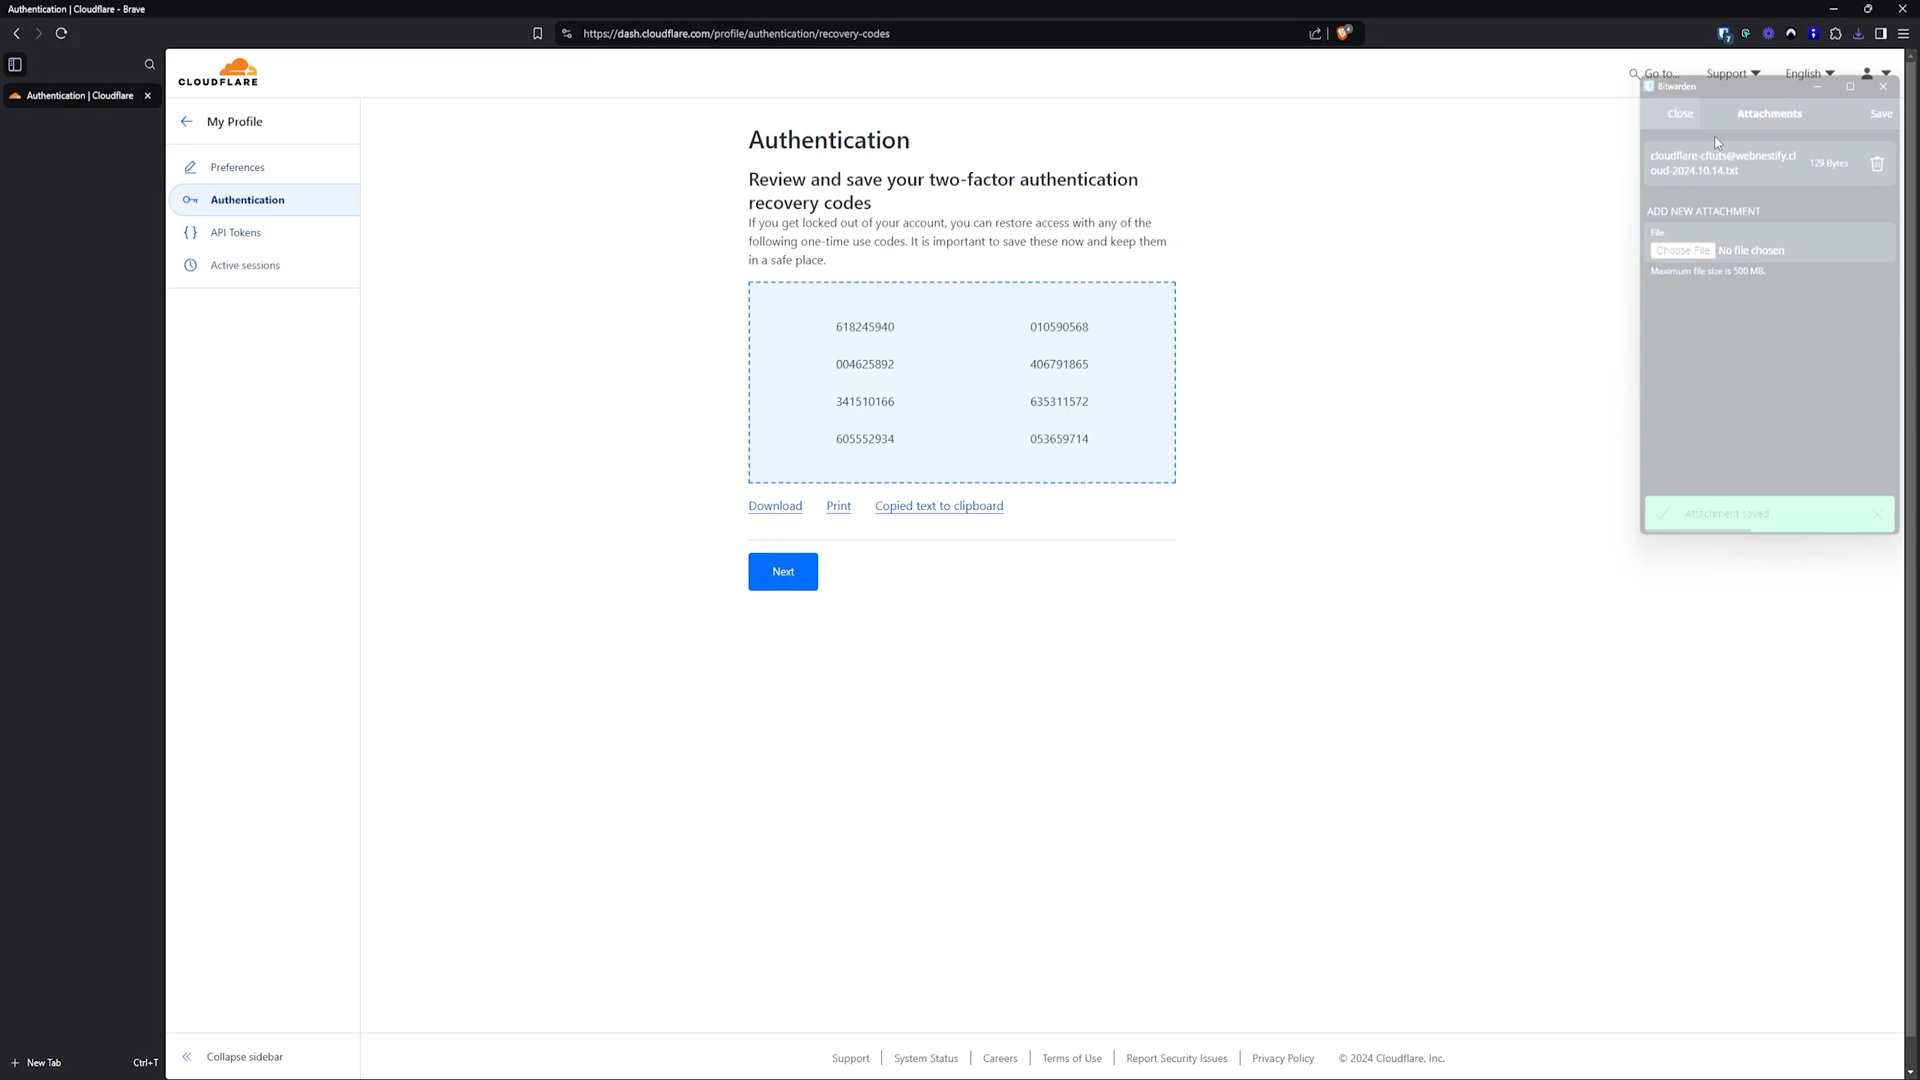 Authentication | Cloudflare - Brave
https://dash.cloudflare.com/profile/authentication/recovery-codes
Authentication | Cloudflare
CLOUDFLARE
Go to...
Support
English
My Profile
Preferences
Authentication
API Tokens
Active sessions
Authentication
Review and save your two-factor authentication
recovery codes
If you get locked out of your account, you can restore access with any of the
following one-time use codes. It is important to save these now and keep them
in a safe place.
618245940 010590568
004625892 406791865
341510166 635311572
605552934 053659714
Download Print Copied text to clipboard
Next
Bitwarden
Close Attachments Save
cloudflare-cftuts@webnestify.cl
oud-2024.10.14.txt
129 Bytes
ADD NEW ATTACHMENT
File
Choose File No file chosen
Maximum file size is 500 MB.
Attachment saved
Collapse sidebar
New Tab Ctrl+T
Support System Status Careers Terms of Use Report Security Issues Privacy Policy © 2024 Cloudflare, Inc.